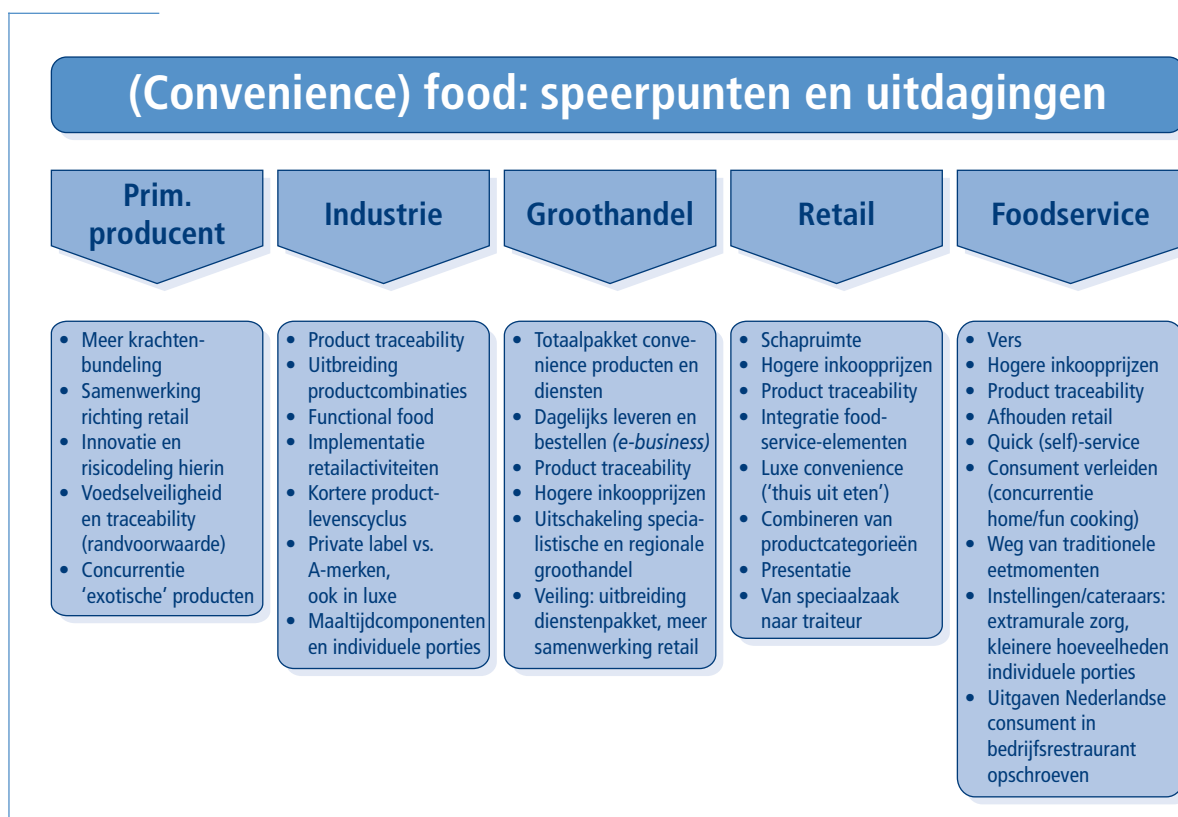 (Convenience) food: speerpunten en uitdagingen
Prim.
producent
• Meer krachten-
bundeling
• Samenwerking
richting retail
• Innovatie en
risicodeling hierin
• Voedselveiligheid
en traceability
(randvoorwaarde)
• Concurrentie
‘exotische’ producten
Industrie
• Product traceability
• Uitbreiding
productcombinaties
• Functional food
• Implementatie
retailactiviteiten
• Kortere product-
levenscyclus
• Private label vs.
A-merken,
ook in luxe
• Maaltijdcomponenten
en individuele porties
Groothandel
• Totaalpakket conve-
nience producten en
diensten
• Dagelijks leveren en
bestellen (e-business)
• Product traceability
• Hogere inkoopprijzen
• Uitschakeling specia-
listische en regionale
groothandel
• Veiling: uitbreiding
dienstenpakket, meer
samenwerking retail
Retail
• Schapruimte
• Hogere inkoopprijzen
• Product traceability
• Integratie food-
service-elementen
• Luxe convenience
(‘thuis uit eten’)
• Combineren van
productcategorieën
• Presentatie
• Van speciaalzaak
naar traiteur
Foodservice
• Vers
• Hogere inkoopprijzen
• Product traceability
• Afhouden retail
• Quick (self)-service
• Consument verleiden
(concurrentie
home/fun cooking)
• Weg van traditionele
eetmomenten
• Instellingen/cateraars:
extramurale zorg,
kleinere hoeveelheden
individuele porties
• Uitgaven Nederlandse
consument in
bedrijfsrestraurant
opschroeven